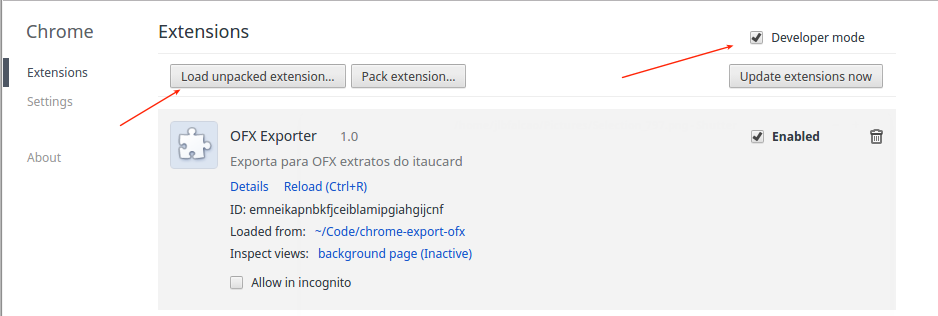 Chrome
Extensions
Developer mode
Extensions
Settings
About
Load unpacked extension...
Pack extension...
Update extensions now
OFX Exporter 1.0
Enabled
Exporta para OFX extratos do itaucard
Details Reload (Ctrl+R)
ID: emneikapnbkfjceiblamipgiahgijcnf
Loaded from: ~/Code/chrome-export-ofx
Inspect views: background page (Inactive)
Allow in incognito